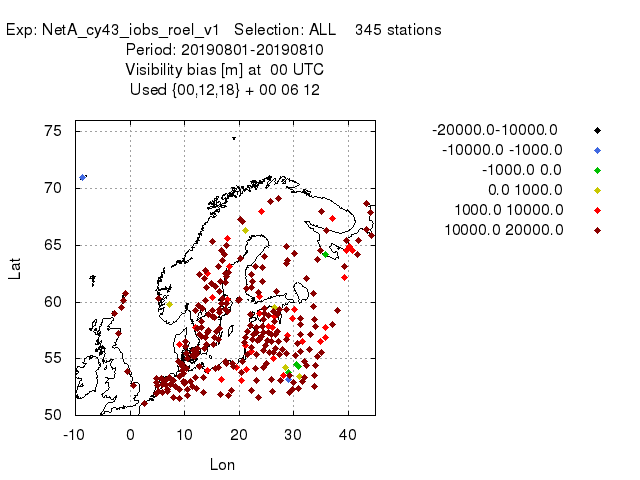 Exp: NetA_cy43_iobs_roel_v1 Selection: ALL 345 stations
Period: 20190801-20190810
Visibility bias [m] at 00 UTC
Used {00,12,18} + 00 06 12
75
70
65
60
55
50
Lat
-10 0 10 20 30 40
Lon
-20000.0-10000.0
-10000.0 -1000.0
-1000.0 0.0
0.0 1000.0
1000.0 10000.0
10000.0 20000.0